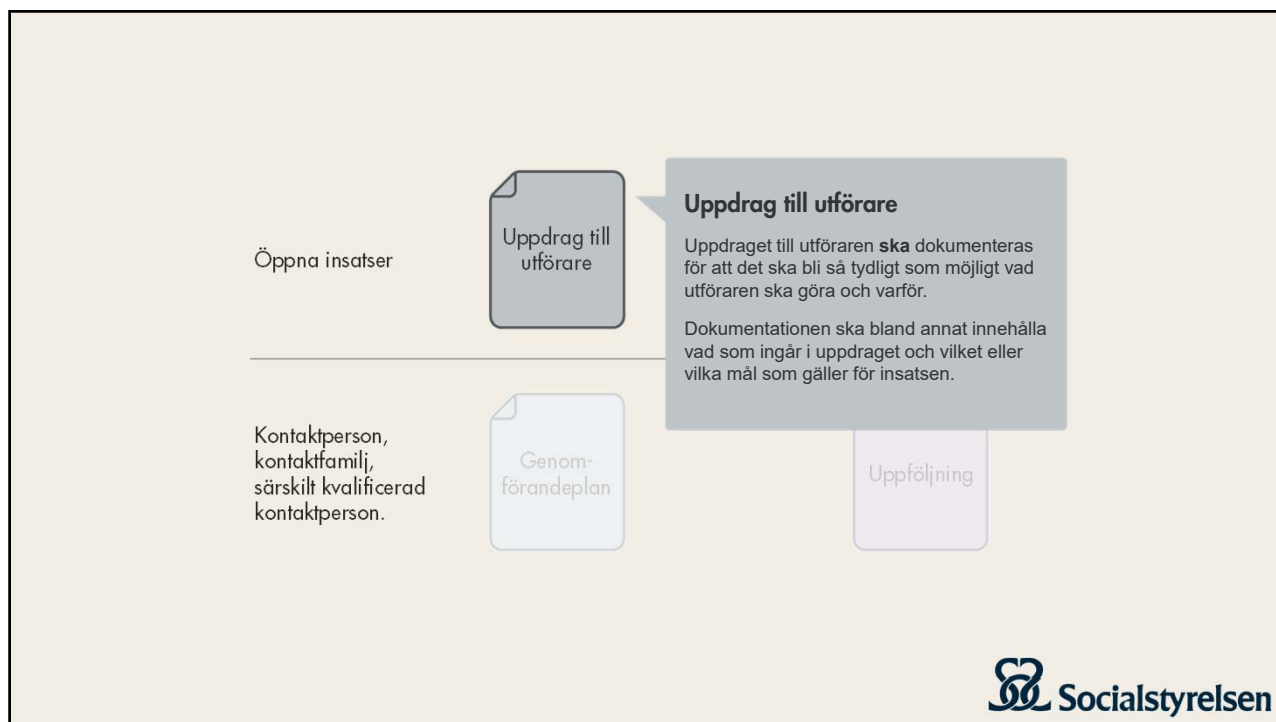 Öppna insatser
Uppdrag till
utförare
Uppdrag till utförare
Uppdraget till utföraren ska dokumenteras
för att det ska bli så tydligt som möjligt vad
utföraren ska göra och varför.
Dokumentationen ska bland annat innehålla
vad som ingår i uppdraget och vilket eller
vilka mål som gäller för insatsen.
Kontaktperson,
kontaktfamilj,
särskilt kvalificerad
kontaktperson.
Genom-
förandeplan
Uppföljning
Socialstyrelsen